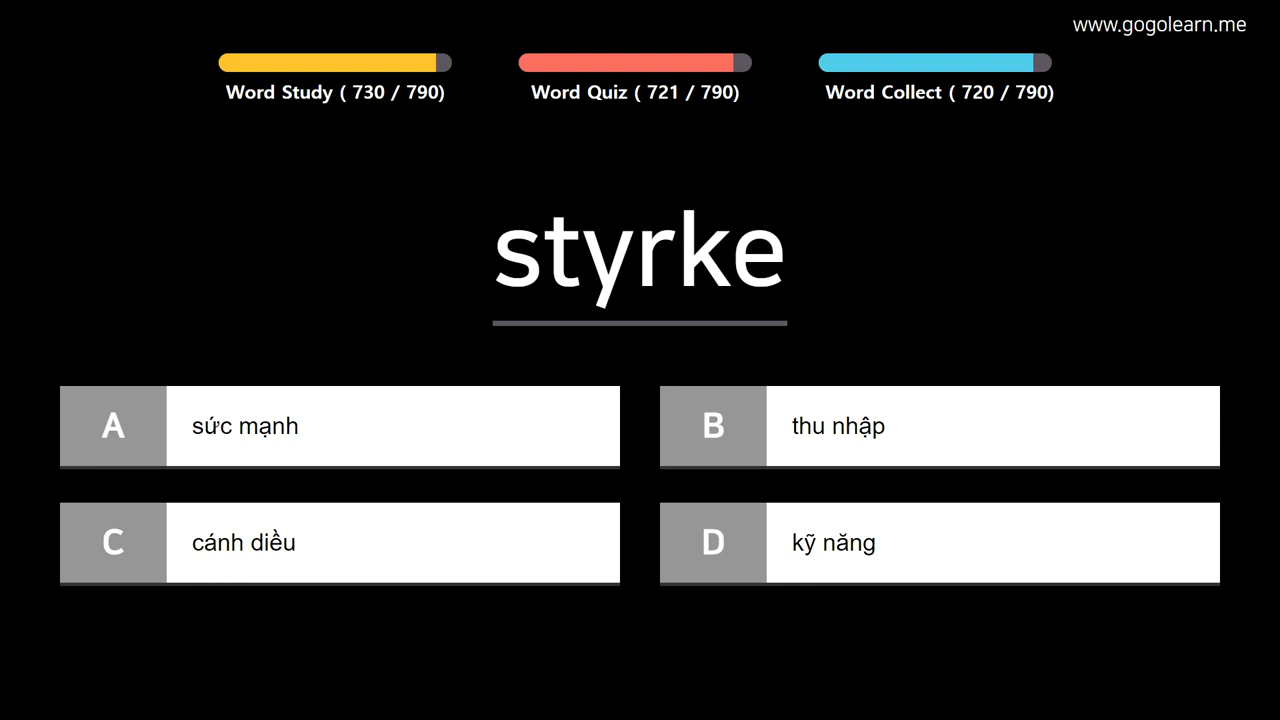 www.gogolearn.me
Word Study ( 730 / 790)
Word Quiz ( 721 / 790)
Word Collect ( 720 / 790)
styrke
A
sức mạnh
B
thu nhập
C
cánh diều
D
kỹ năng